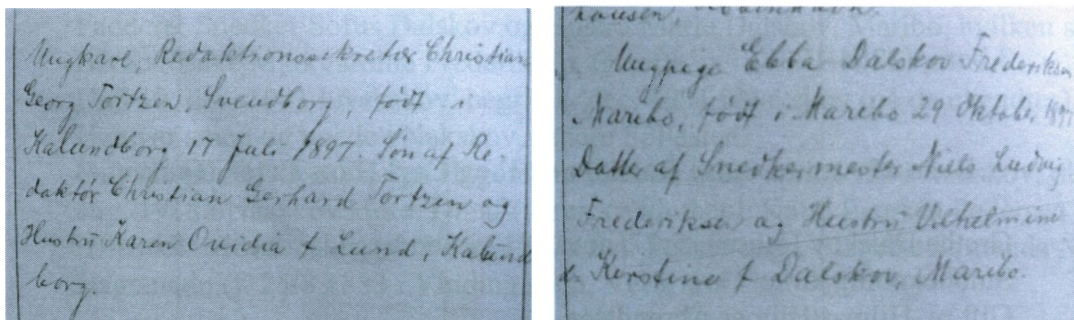 Ungkarl, Redaktionssekretær Christian
Georg Tortzen, Svendborg, født i
Kalundborg 17 Juli 1897. Søn af Re-
daktør Christian Gerhard Tortzen og
Hustru Karen Ovidia f Lund, Kalund
borg.
Ungpige Ebba Dalskov Frederiksen
Maribo, født i Maribo 29 Oktober
Datter af Snedkermester Niels Ludvig
Frederiksen og Hustru Vilhelmine
Kirstine f Dalskov, Maribo.